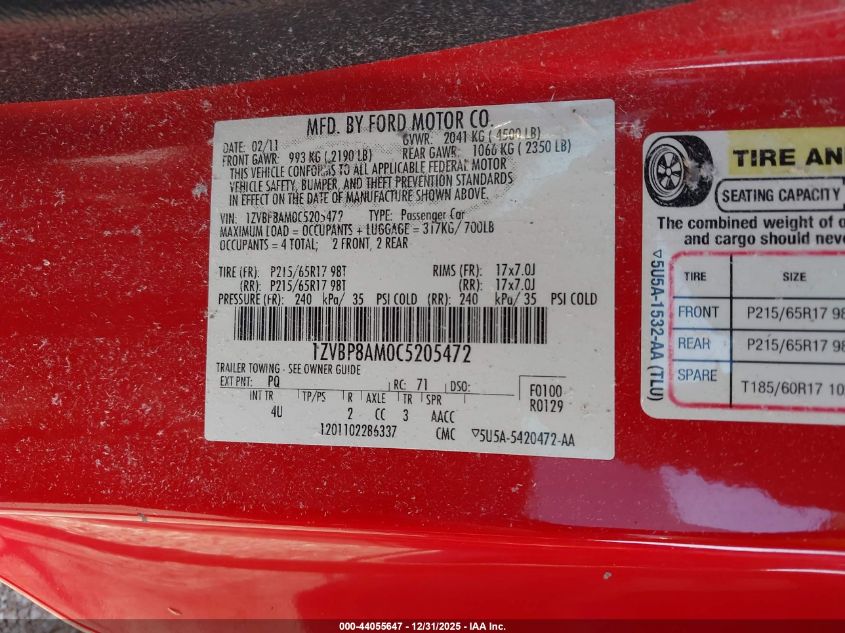 MFD. BY FORD MOTOR CO.
DATE: 02/11 GVWR: 2041 KG ( 4500 LB)
FRONT GAWR: 993 KG ( 2190 LB) REAR GAWR: 1066 KG ( 2350 LB)
THIS VEHICLE CONFORMS TO ALL APPLICABLE FEDERAL MOTOR
VEHICLE SAFETY, BUMPER, AND THEFT PREVENTION STANDARDS
IN EFFECT ON THE DATE OF MANUFACTURE SHOWN ABOVE.
VIN: 1ZVBP8AM0C5205472 TYPE: Passenger Car
MAXIMUM LOAD = OCCUPANTS + LUGGAGE = 317KG/ 700LB
OCCUPANTS = 4 TOTAL; 2 FRONT, 2 REAR
TIRE (FR): P215/65R17 98T RIMS (FR): 17x7.0J
(RR): P215/65R17 98T (RR): 17x7.0J
PRESSURE (FR): 240 kPa/ 35 PSI COLD (RR): 240 kPa/ 35 PSI COLD
1ZVBP8AM0C5205472
TRAILER TOWING - SEE OWNER GUIDE
EXT PNT: PQ RC: 71 DSO: F0100
R0129
INT TR TP/PS R AXLE TR SPR
4U 2 CC 3 AACC
1201102286337 CMC ▽5U5A-5420472-AA
TIRE AN
SEATING CAPACITY
The combined weight of o
and cargo should neve
TIRE SIZE
FRONT P215/65R17 98
REAR P215/65R17 98
SPARE T185/60R17 10
▽5U5A-1532-AA (TLU)
000-44055647 - 12/31/2025 - IAA Inc.